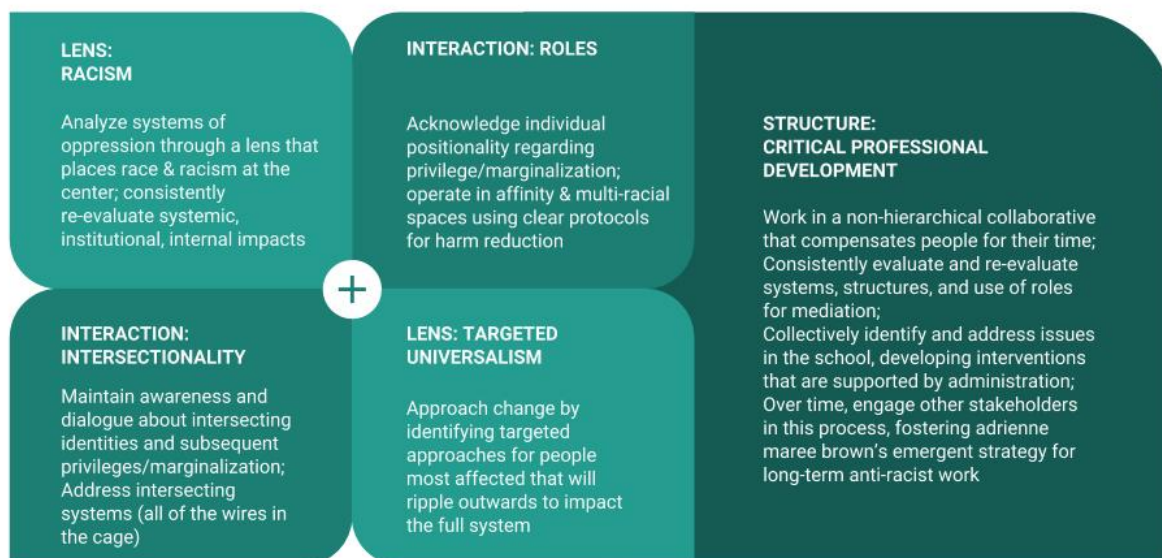 LENS:
RACISM
Analyze systems of
oppression through a lens that
places race & racism at the
center; consistently
re-evaluate systemic,
institutional, internal impacts
INTERACTION: ROLES
Acknowledge individual
positionality regarding
privilege/marginalization;
operate in affinity & multi-racial
spaces using clear protocols
for harm reduction
+
INTERACTION:
INTERSECTIONALITY
Maintain awareness and
dialogue about intersecting
identities and subsequent
privileges/marginalization;
Address intersecting
systems (all of the wires in
the cage)
LENS: TARGETED
UNIVERSALISM
Approach change by
identifying targeted
approaches for people
most affected that will
ripple outwards to impact
the full system
STRUCTURE:
CRITICAL PROFESSIONAL
DEVELOPMENT
Work in a non-hierarchical collaborative
that compensates people for their time;
Consistently evaluate and re-evaluate
systems, structures, and use of roles
for mediation;
Collectively identify and address issues
in the school, developing interventions
that are supported by administration;
Over time, engage other stakeholders
in this process, fostering adrienne
maree brown's emergent strategy for
long-term anti-racist work